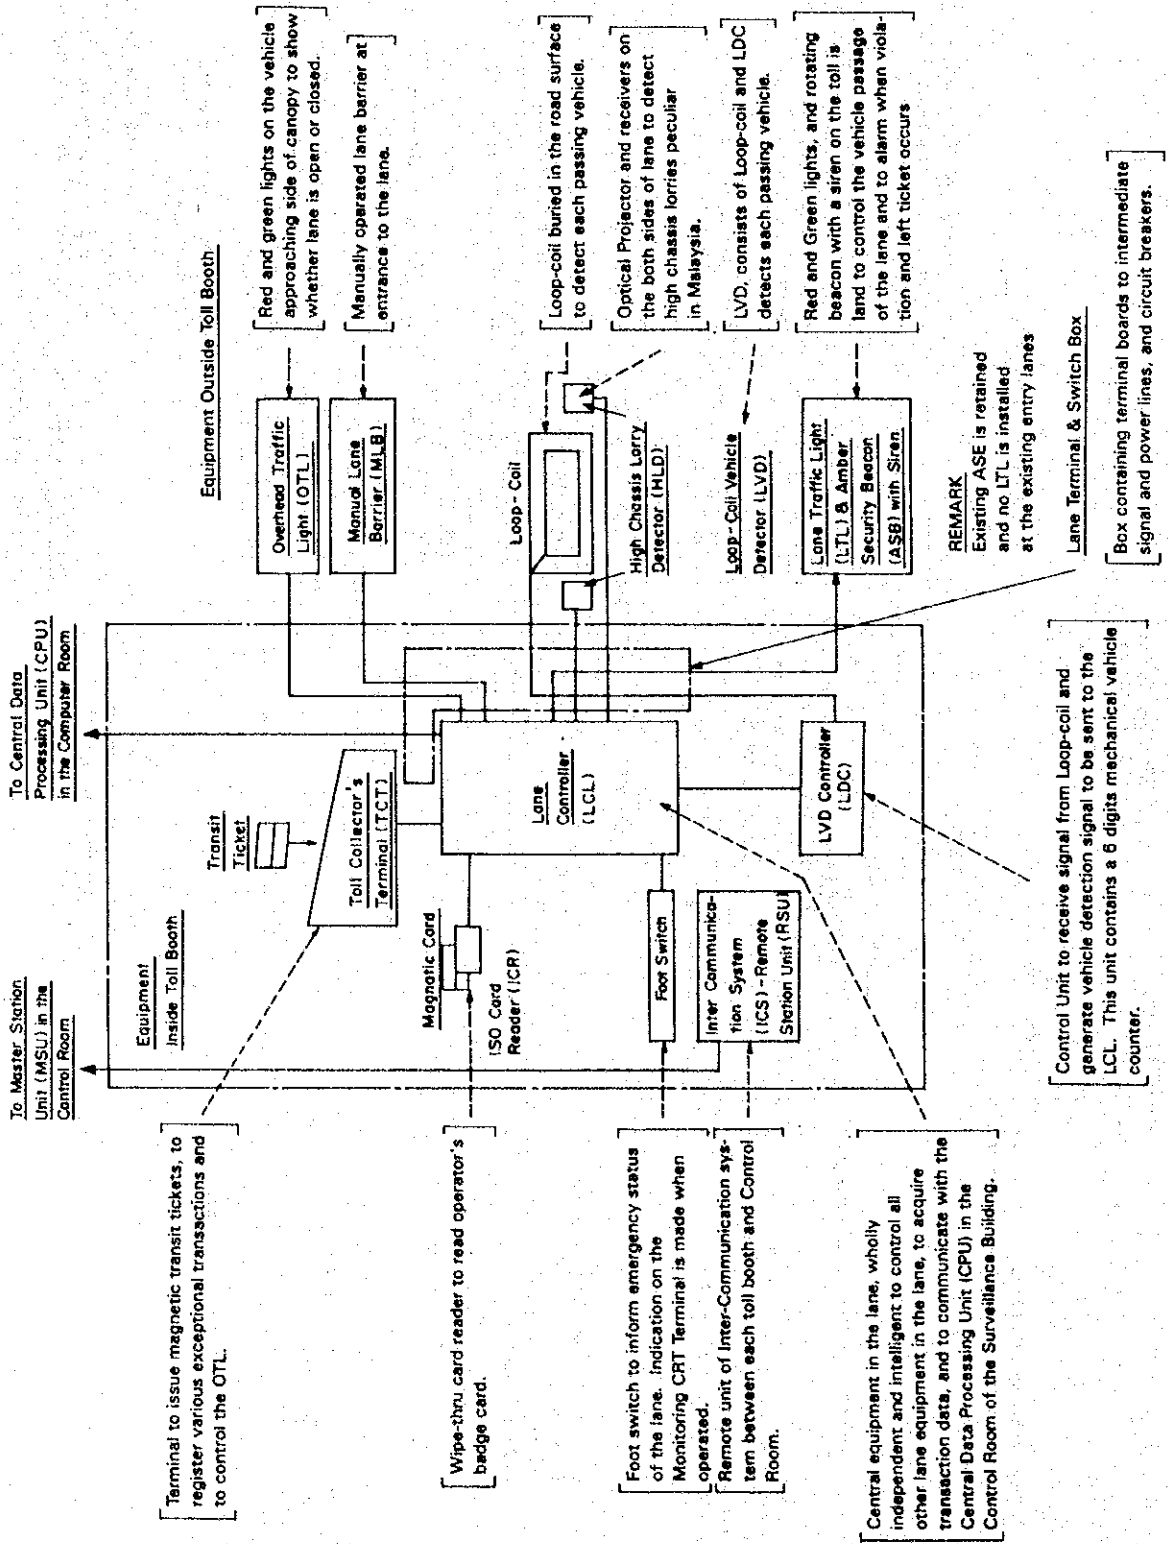 To Master Station
Unit (MSU) in the
Control Room
To Central Data
Processing Unit (CPU)
in the Computer Room
Equipment Outside Toll Booth
Equipment
Inside Toll Booth
Transit
Ticket
Toll Collector's
Terminal (TCT)
Terminal to issue magnetic transit tickets, to
register various exceptional transactions and
to control the OTL.
Overhead Traffic
Light (OTL)
Red and green lights on the vehicle
approaching side of canopy to show
whether lane is open or closed.
Manual Lane
Barrier (MLB)
Manually operated lane barrier at
entrance to the lane.
Magnetic Card
ISO Card
Reader (ICR)
Wipe-thru card reader to read operator's
badge card.
Lane
Controller
(LCL)
Loop-Coil
Loop-coil buried in the road surface
to detect each passing vehicle.
High Chassis Lorry
Detector (HLD)
Optical Projector and receivers on
the both sides of lane to detect
high chassis lorries peculiar
in Malaysia.
Foot Switch
Foot switch to inform emergency status
of the lane. Indication on the
Monitoring CRT Terminal is made when
operated.
Inter Communica-
tion System
(ICS)-Remote
Station Unit (RSU)
Remote unit of Inter-Communication sys-
tem between each toll booth and Control
Room.
Loop-Coil Vehicle
Detector (LVD)
LVD, consists of Loop-coil and LDC
detects each passing vehicle.
LVD Controller
(LDC)
Lane Traffic Light
(LTL) & Amber
Security Beacon
(ASB) with Siren
Red and Green lights, and rotating
beacon with a siren on the toll is-
land to control the vehicle passage
of the lane and to alarm when viola-
tion and left ticket occurs
Central equipment in the lane, wholly
independent and intelligent to control all
other lane equipment in the lane, to acquire
transaction data, and to communicate with the
Central Data Processing Unit (CPU) in the
Control Room of the Surveillance Building.
REMARK
Existing ASE is retained
and no LTL is installed
at the existing entry lanes
Control Unit to receive signal from Loop-coil and
generate vehicle detection signal to be sent to the
LCL. This unit contains a 6 digits mechanical vehicle
counter.
Lane Terminal & Switch Box
Box containing terminal boards to intermediate
signal and power lines, and circuit breakers.